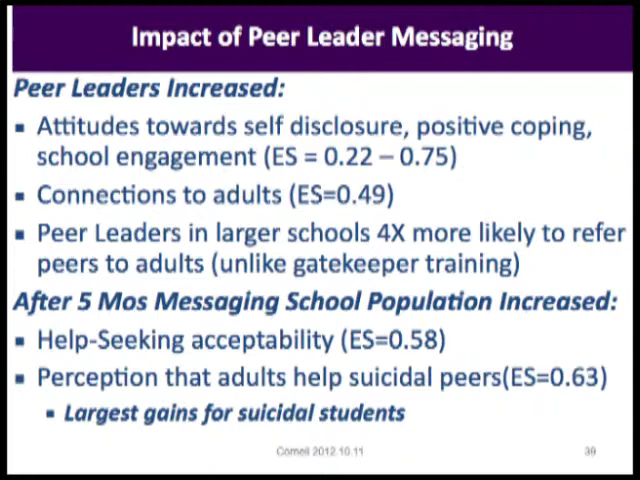 Impact of Peer Leader Messaging
Peer Leaders Increased:
▪ Attitudes towards self disclosure, positive coping,
school engagement (ES = 0.22 – 0.75)
▪ Connections to adults (ES=0.49)
▪ Peer Leaders in larger schools 4X more likely to refer
peers to adults (unlike gatekeeper training)
After 5 Mos Messaging School Population Increased:
▪ Help-Seeking acceptability (ES=0.58)
▪ Perception that adults help suicidal peers(ES=0.63)
▪ Largest gains for suicidal students
Cornell 2012.10.11
39